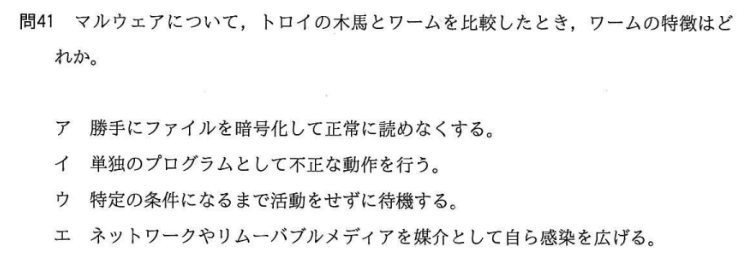 問41 マルウェアについて，トロイの木馬とワームを比較したとき，ワームの特徴はど
れか。
ア 勝手にファイルを暗号化して正常に読めなくする。
イ 単独のプログラムとして不正な動作を行う。
ウ 特定の条件になるまで活動をせずに待機する。
エ ネットワークやリムーバブルメディアを媒介として自ら感染を広げる。